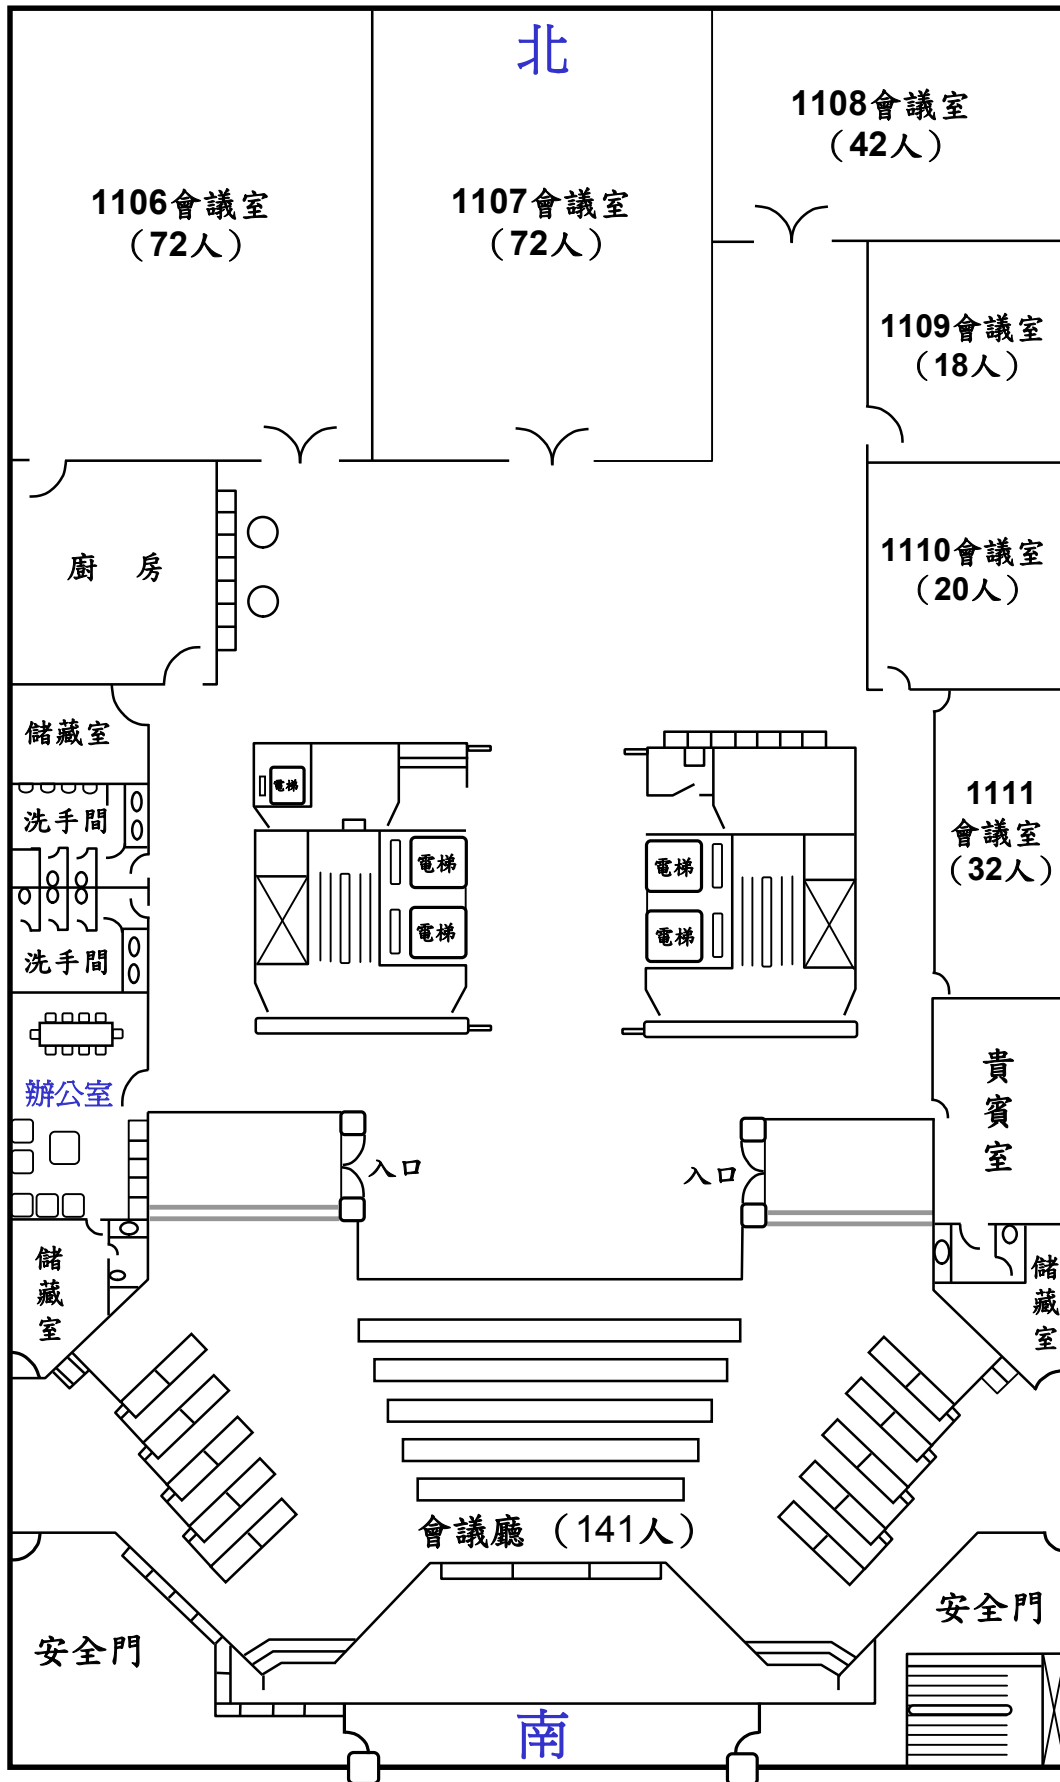 北
1108會議室
（42人）
1106會議室
（72人）
1107會議室
（72人）
1109會議室
（18人）
廚 房
1110會議室
（20人）
儲藏室
電梯
洗手間
電梯
電梯
1111
會議室
（32人）
電梯
電梯
洗手間
辦公室
貴賓室
入口
入口
儲藏室
儲藏室
會議廳 （141人）
安全門
安全門
南